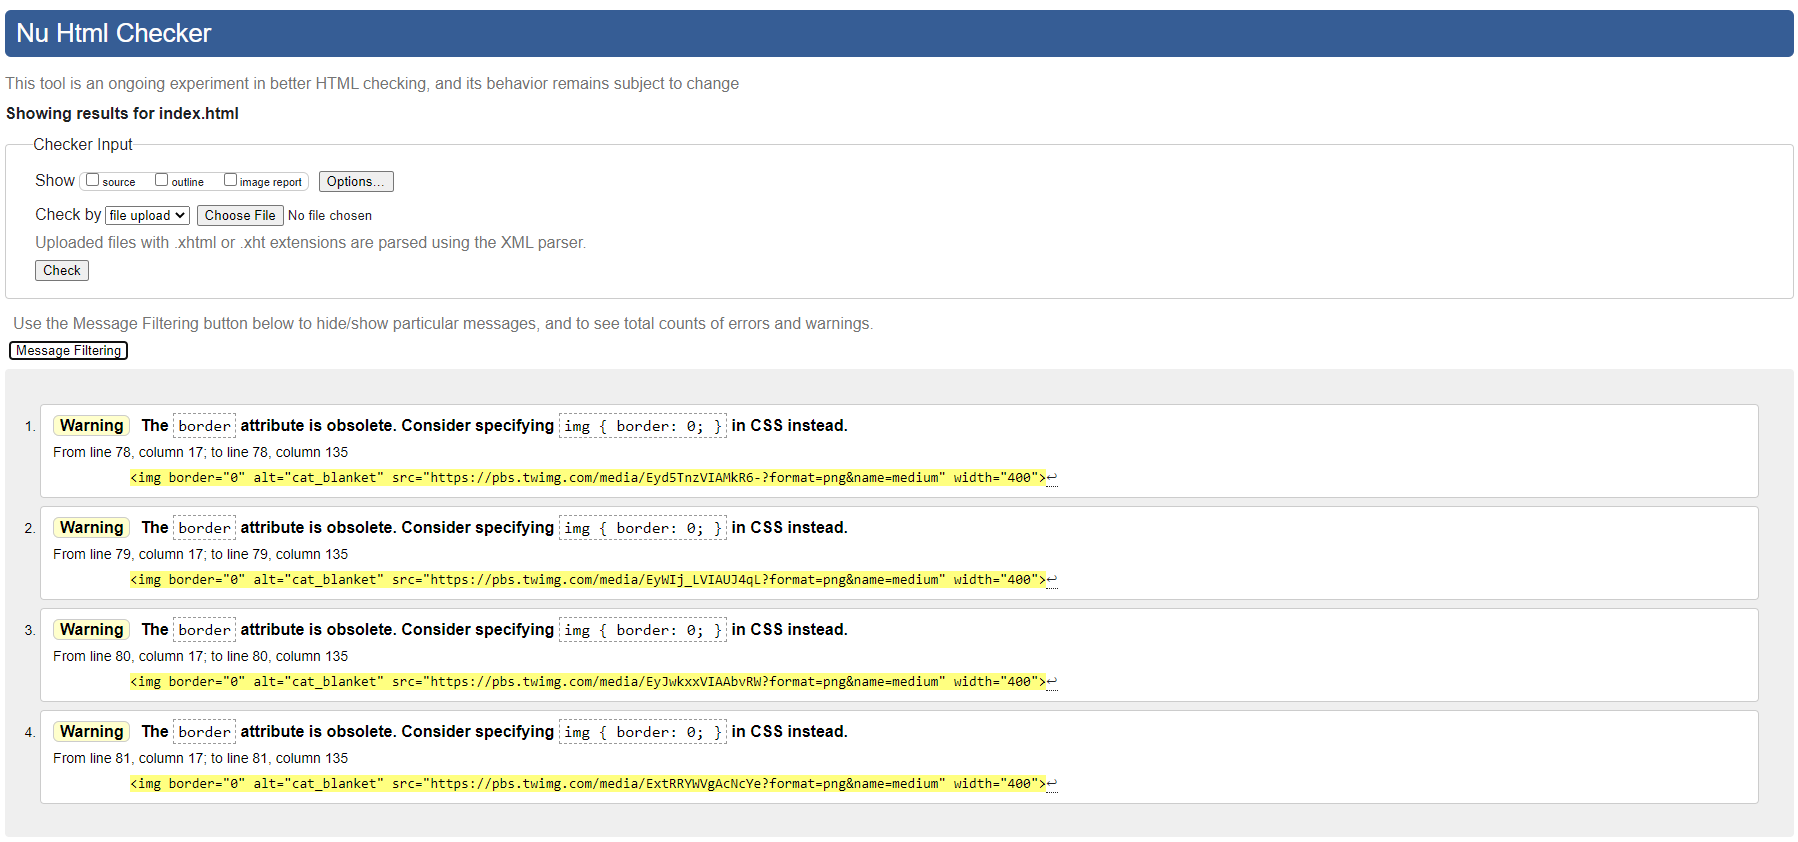 Nu Html Checker
This tool is an ongoing experiment in better HTML checking, and its behavior remains subject to change
Showing results for index.html
Checker Input
Show source outline image report Options...
Check by file upload Choose File No file chosen
Uploaded files with .xhtml or .xht extensions are parsed using the XML parser.
Check
Use the Message Filtering button below to hide/show particular messages, and to see total counts of errors and warnings.
Message Filtering
1. Warning The border attribute is obsolete. Consider specifying img { border: 0; } in CSS instead.
From line 78, column 17; to line 78, column 135
<img border="0" alt="cat_blanket" src="https://pbs.twimg.com/media/Eyd5TnzVIAMkR6-?format=png&name=medium" width="400">↩
2. Warning The border attribute is obsolete. Consider specifying img { border: 0; } in CSS instead.
From line 79, column 17; to line 79, column 135
<img border="0" alt="cat_blanket" src="https://pbs.twimg.com/media/EyWIj_LVIAUJ4qL?format=png&name=medium" width="400">↩
3. Warning The border attribute is obsolete. Consider specifying img { border: 0; } in CSS instead.
From line 80, column 17; to line 80, column 135
<img border="0" alt="cat_blanket" src="https://pbs.twimg.com/media/EyJwkxxVIAAbvRW?format=png&name=medium" width="400">↩
4. Warning The border attribute is obsolete. Consider specifying img { border: 0; } in CSS instead.
From line 81, column 17; to line 81, column 135
<img border="0" alt="cat_blanket" src="https://pbs.twimg.com/media/ExtRRYWVgAcNcYe?format=png&name=medium" width="400">↩